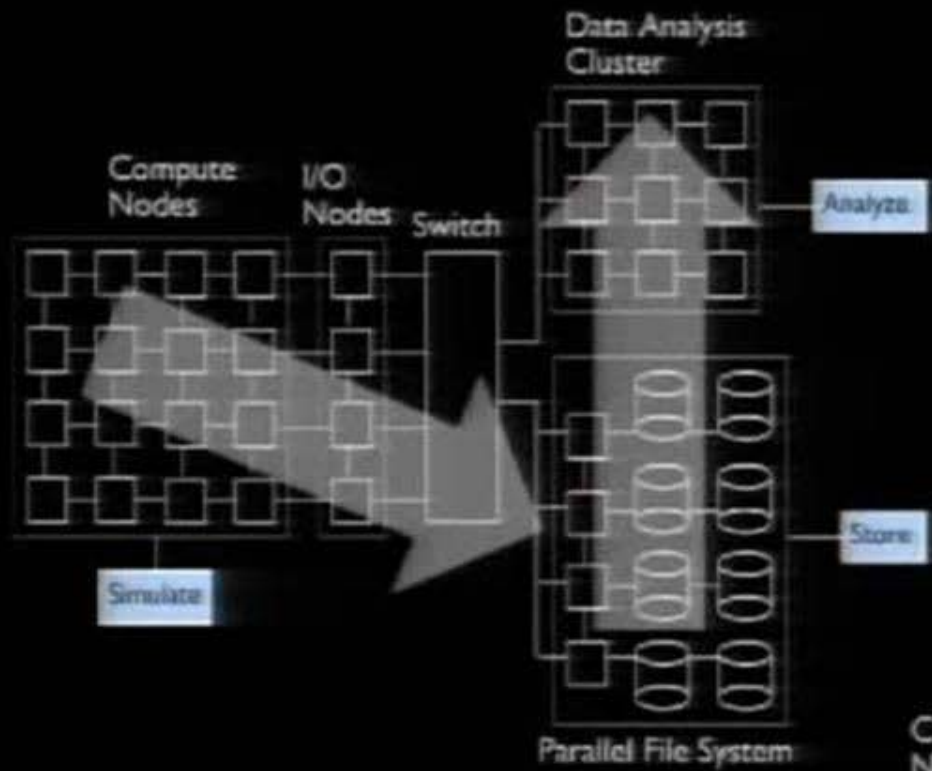 Data Analysis
Cluster
Compute
Nodes
I/O
Nodes
Switch
Analyze
Simulate
Store
Parallel File System